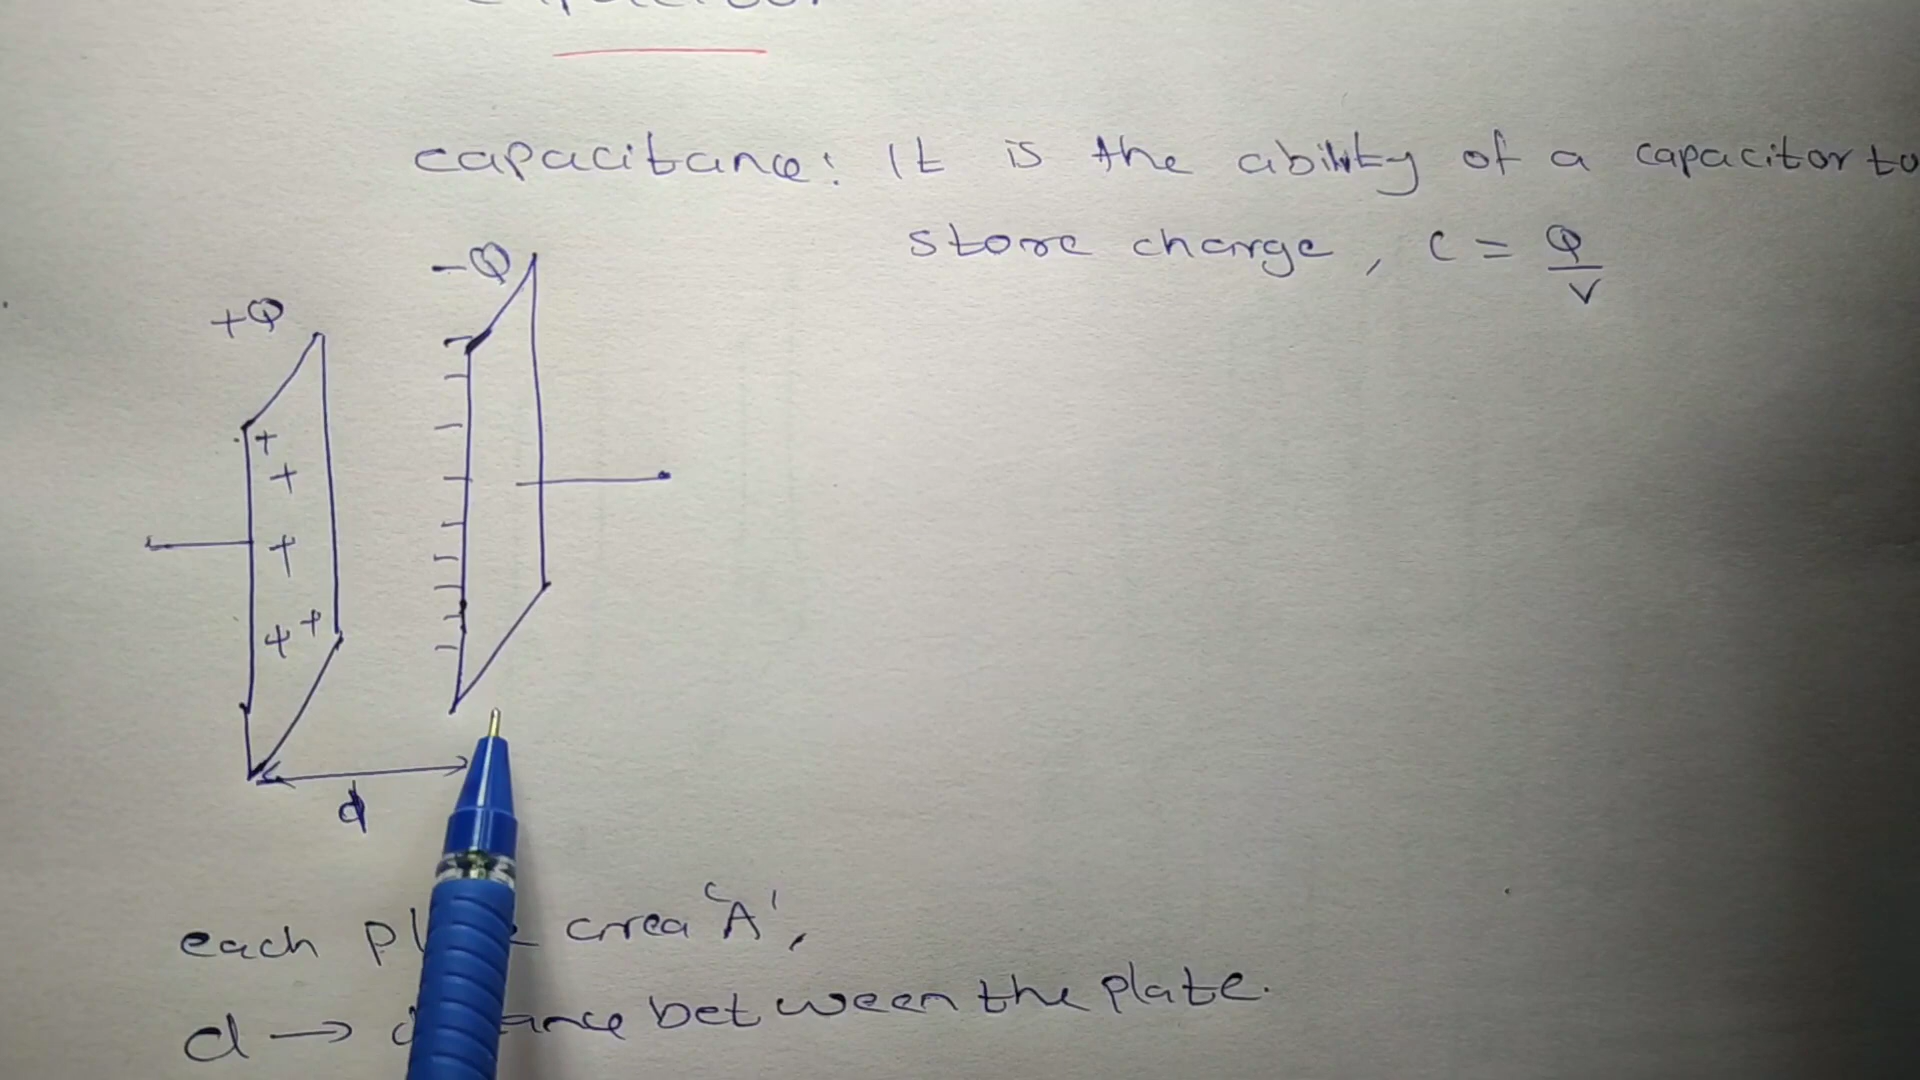 capacitance: It is the ability of a capacitor to
store charge, C = Q/V
-Q
+Q
d
each area 'A',
d → between the plate.